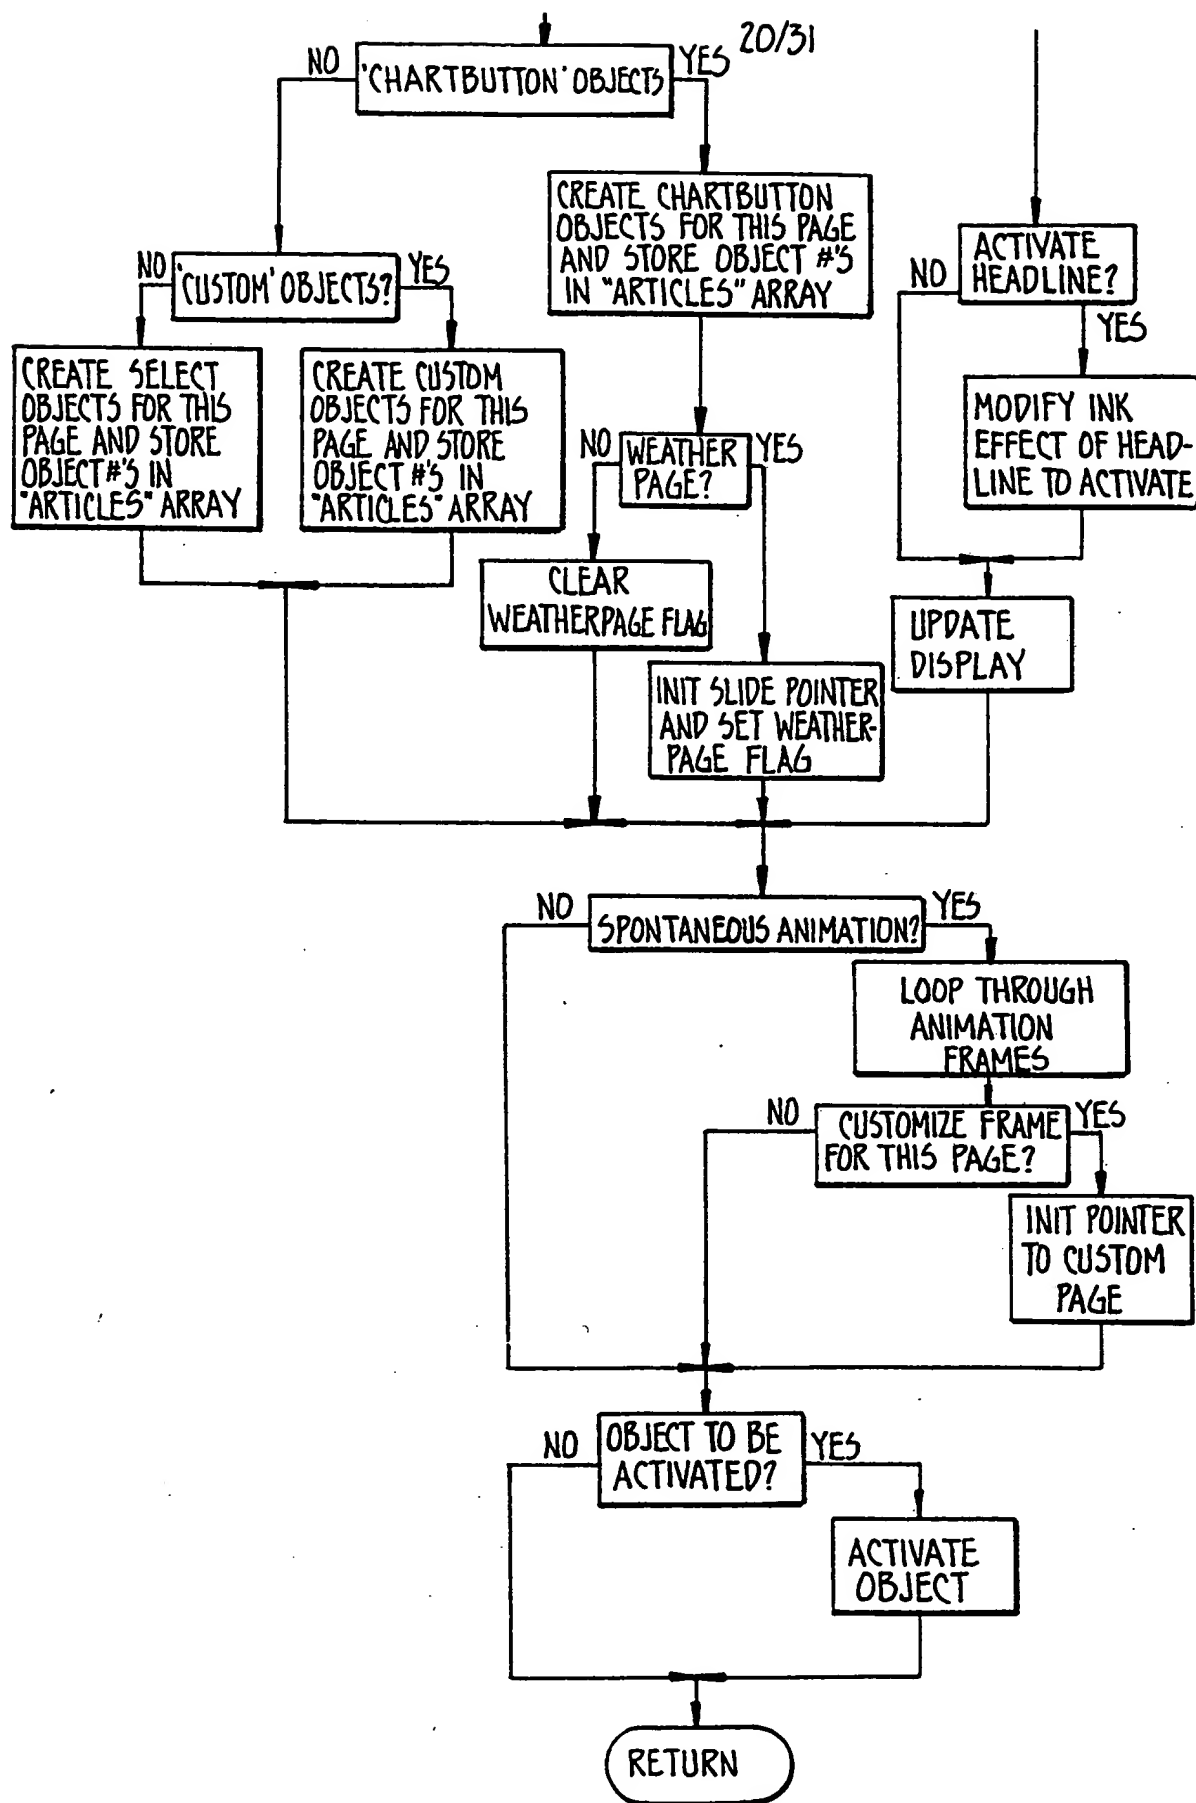 20/31
NO
'CHARTBUTTON' OBJECTS
YES
CREATE CHARTBUTTON
OBJECTS FOR THIS PAGE
AND STORE OBJECT #'S
IN "ARTICLES" ARRAY
NO
'CUSTOM' OBJECTS?
YES
CREATE SELECT
OBJECTS FOR THIS
PAGE AND STORE
OBJECT #'S IN
"ARTICLES" ARRAY
CREATE CUSTOM
OBJECTS FOR THIS
PAGE AND STORE
OBJECT #'S IN
"ARTICLES" ARRAY
NO
WEATHER
PAGE?
YES
CLEAR
WEATHERPAGE FLAG
INIT SLIDE POINTER
AND SET WEATHER-
PAGE FLAG
ACTIVATE
HEADLINE?
NO
YES
MODIFY INK
EFFECT OF HEAD-
LINE TO ACTIVATE
UPDATE
DISPLAY
NO
SPONTANEOUS ANIMATION?
YES
LOOP THROUGH
ANIMATION
FRAMES
NO
CUSTOMIZE FRAME
FOR THIS PAGE?
YES
INIT POINTER
TO CUSTOM
PAGE
NO
OBJECT TO BE
ACTIVATED?
YES
ACTIVATE
OBJECT
RETURN